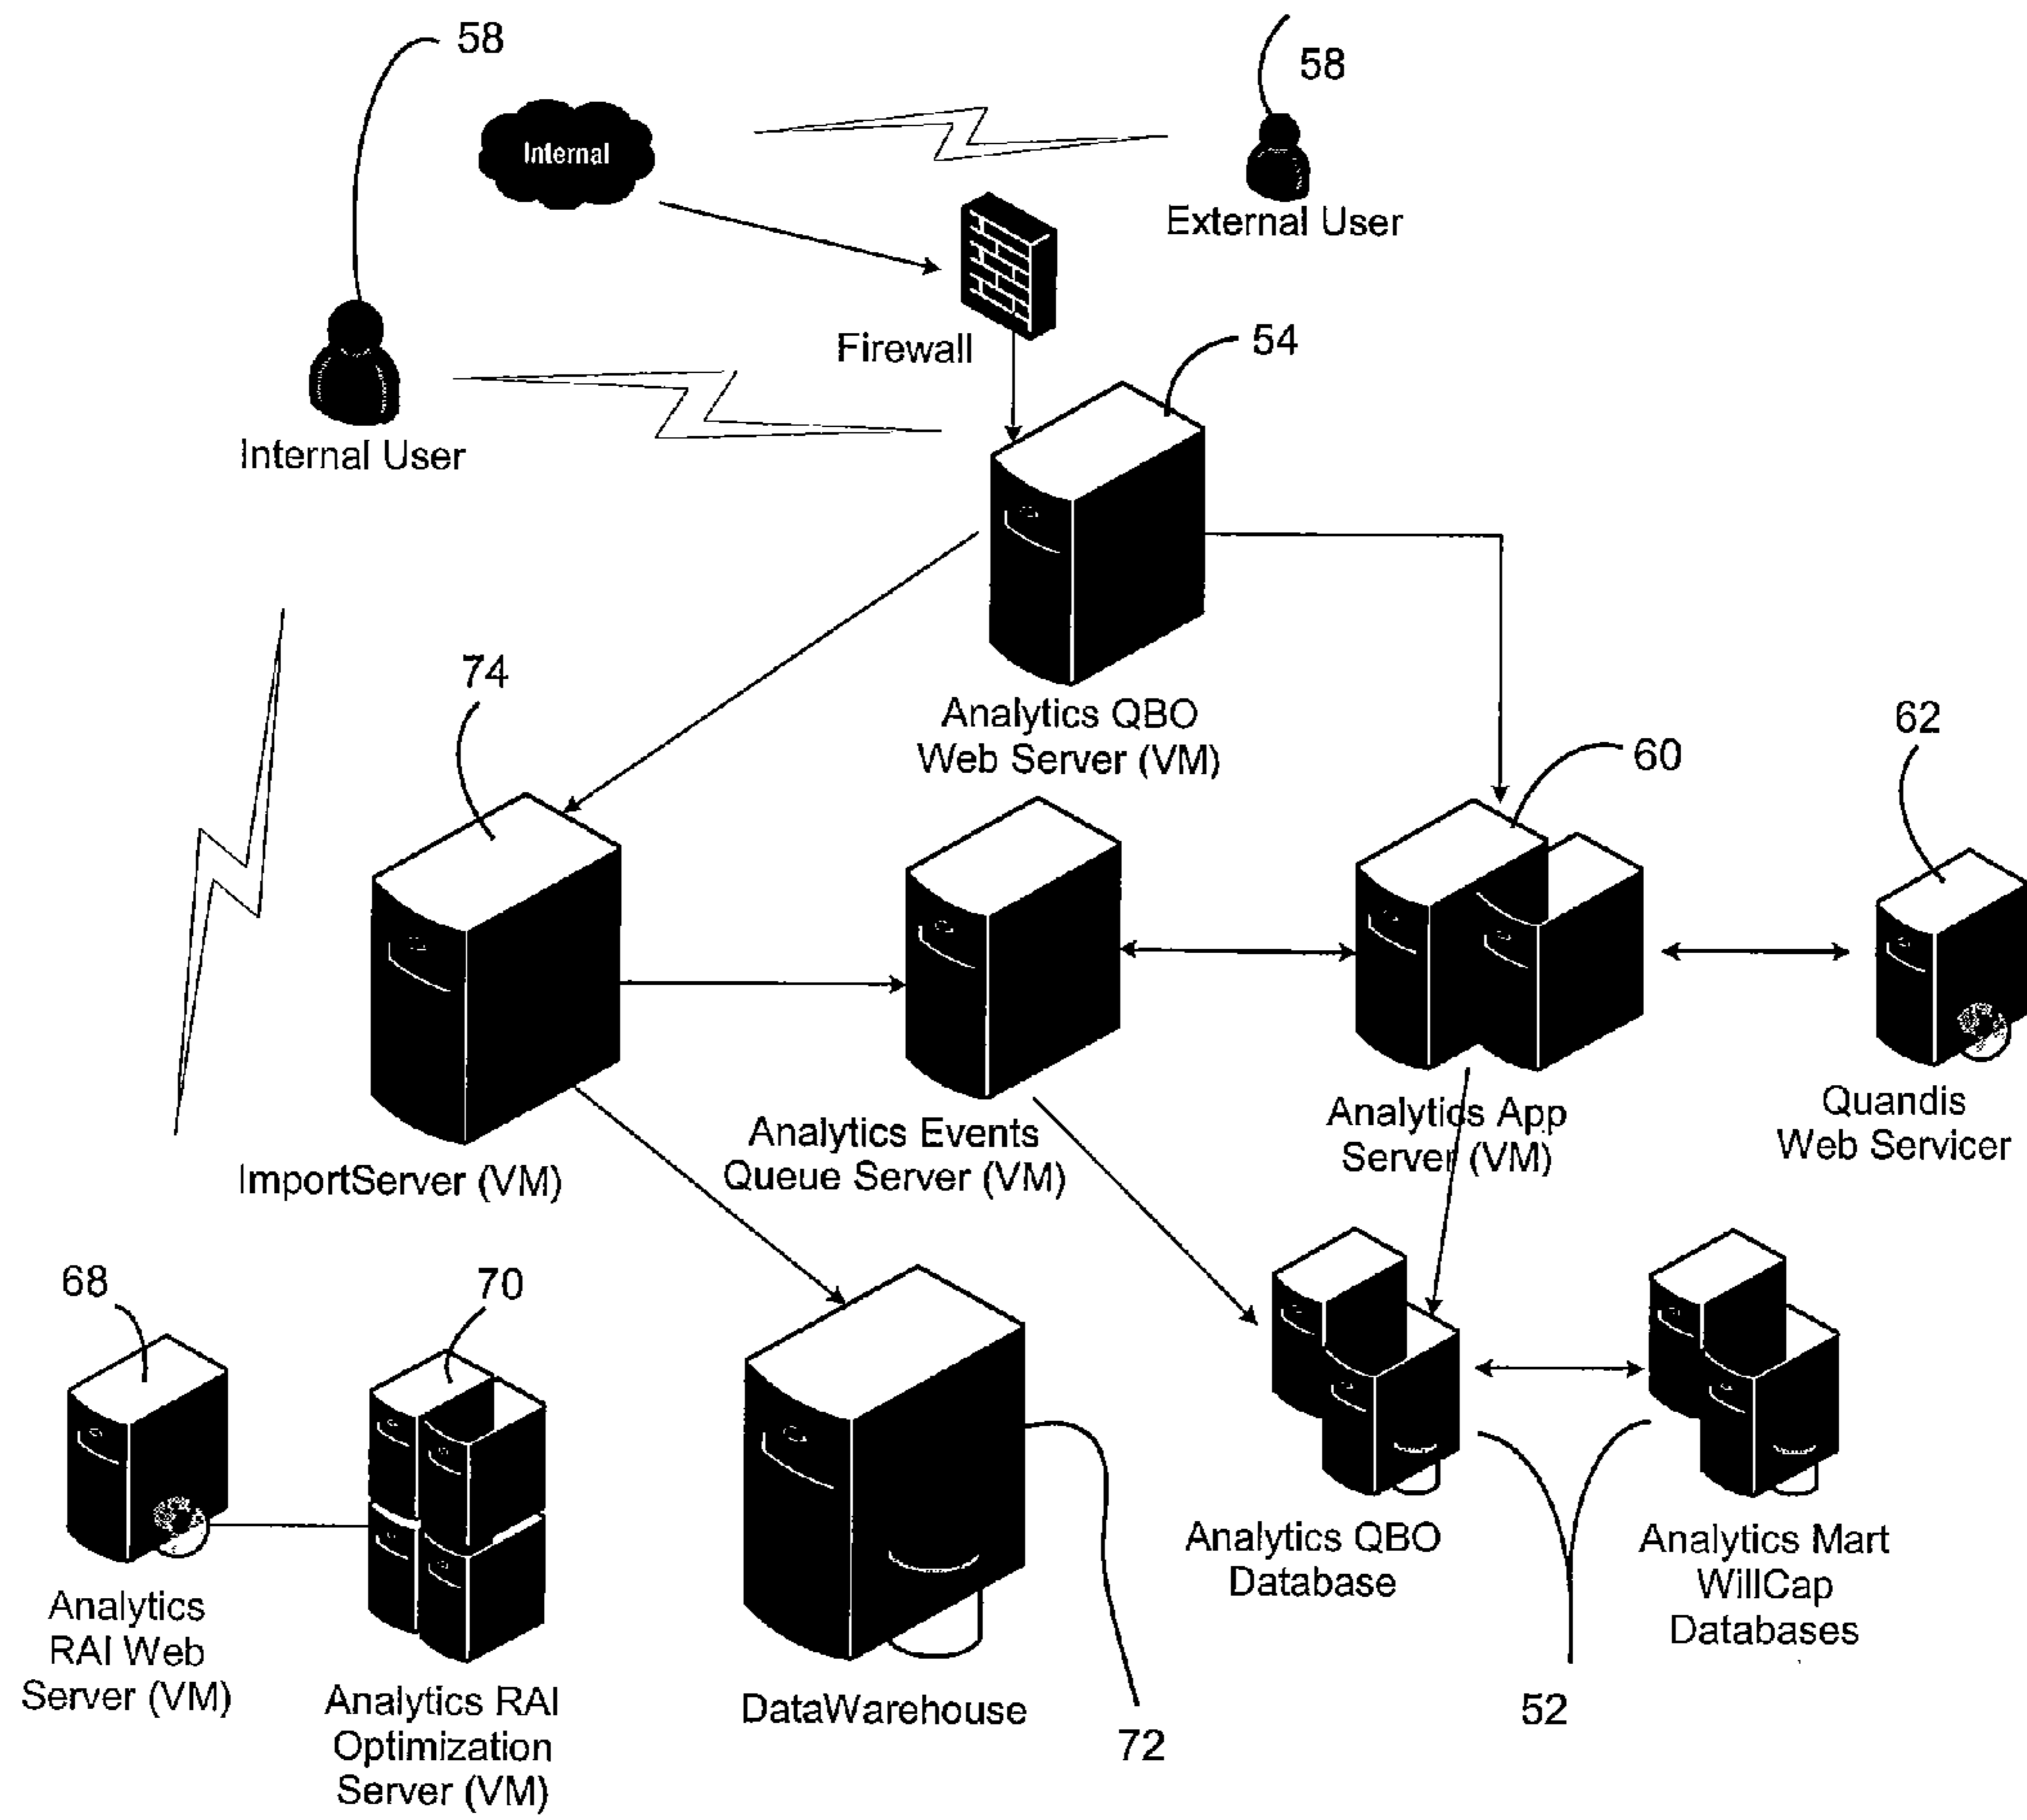 58
58
Internal
External User
Firewall
54
Internal User
74
Analytics QBO
Web Server (VM)
62
60
ImportServer (VM)
Analytics Events
Queue Server (VM)
Analytics App
Server (VM)
Quandis
Web Servicer
68
70
Analytics
RAI Web
Server (VM)
Analytics RAI
Optimization
Server (VM)
DataWarehouse
72
Analytics QBO
Database
52
Analytics Mart
WillCap
Databases